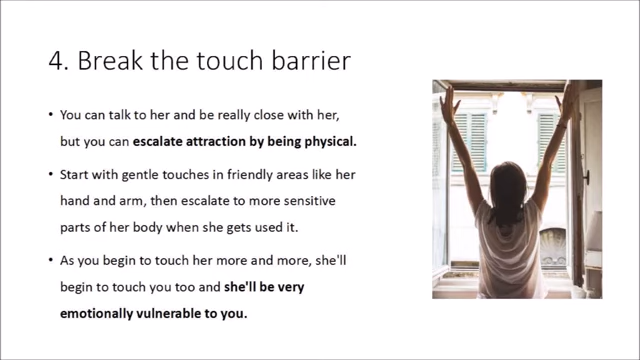 4. Break the touch barrier
• You can talk to her and be really close with her,
but you can escalate attraction by being physical.
• Start with gentle touches in friendly areas like her
hand and arm, then escalate to more sensitive
parts of her body when she gets used it.
• As you begin to touch her more and more, she'll
begin to touch you too and she'll be very
emotionally vulnerable to you.